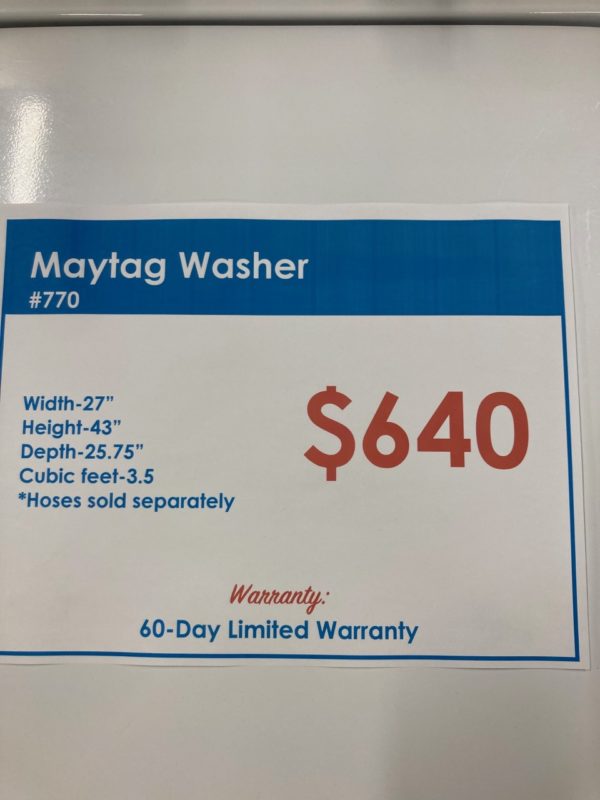 Maytag Washer
#770
Width-27”
Height-43”
Depth-25.75”
Cubic feet-3.5
*Hoses sold separately
$640
Warranty:
60-Day Limited Warranty